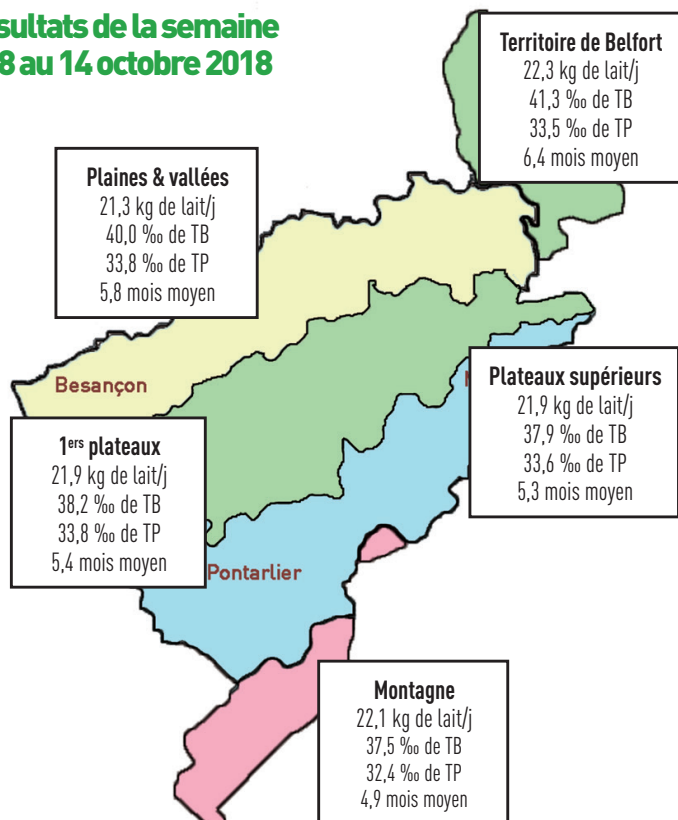 sultats de la semaine
8 au 14 octobre 2018
Territoire de Belfort
22,3 kg de lait/j
41,3 ‰ de TB
33,5 ‰ de TP
6,4 mois moyen
Plaines & vallées
21,3 kg de lait/j
40,0 ‰ de TB
33,8 ‰ de TP
5,8 mois moyen
Besançon
Plateaux supérieurs
21,9 kg de lait/j
37,9 ‰ de TB
33,6 ‰ de TP
5,3 mois moyen
1ers plateaux
21,9 kg de lait/j
38,2 ‰ de TB
33,8 ‰ de TP
5,4 mois moyen
Pontarlier
Montagne
22,1 kg de lait/j
37,5 ‰ de TB
32,4 ‰ de TP
4,9 mois moyen